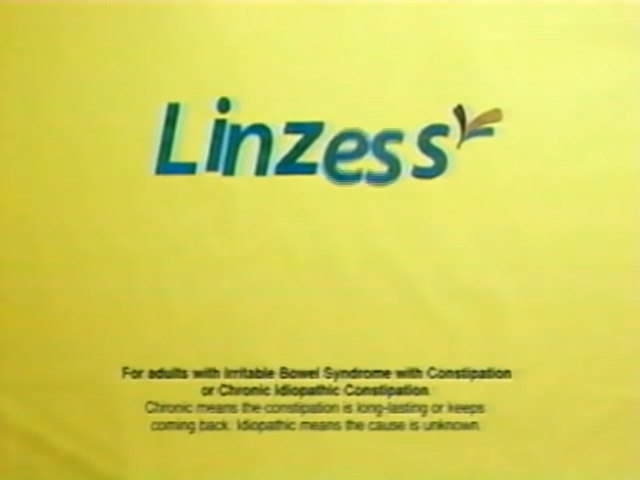 Linzess
For adults with Irritable Bowel Syndrome with Constipation
or Chronic Idiopathic Constipation
Chronic means the constipation is long-lasting or keeps
coming back. Idiopathic means the cause is unknown.